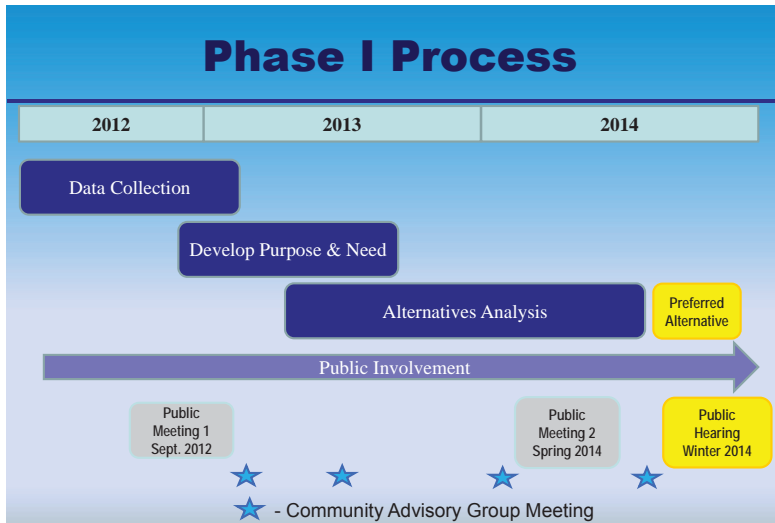 Phase I Process
2012 2013 2014
Data Collection
Develop Purpose & Need
Alternatives Analysis
Preferred
Alternative
Public Involvement
Public
Meeting 1
Sept. 2012
Public
Meeting 2
Spring 2014
Public
Hearing
Winter 2014
- Community Advisory Group Meeting